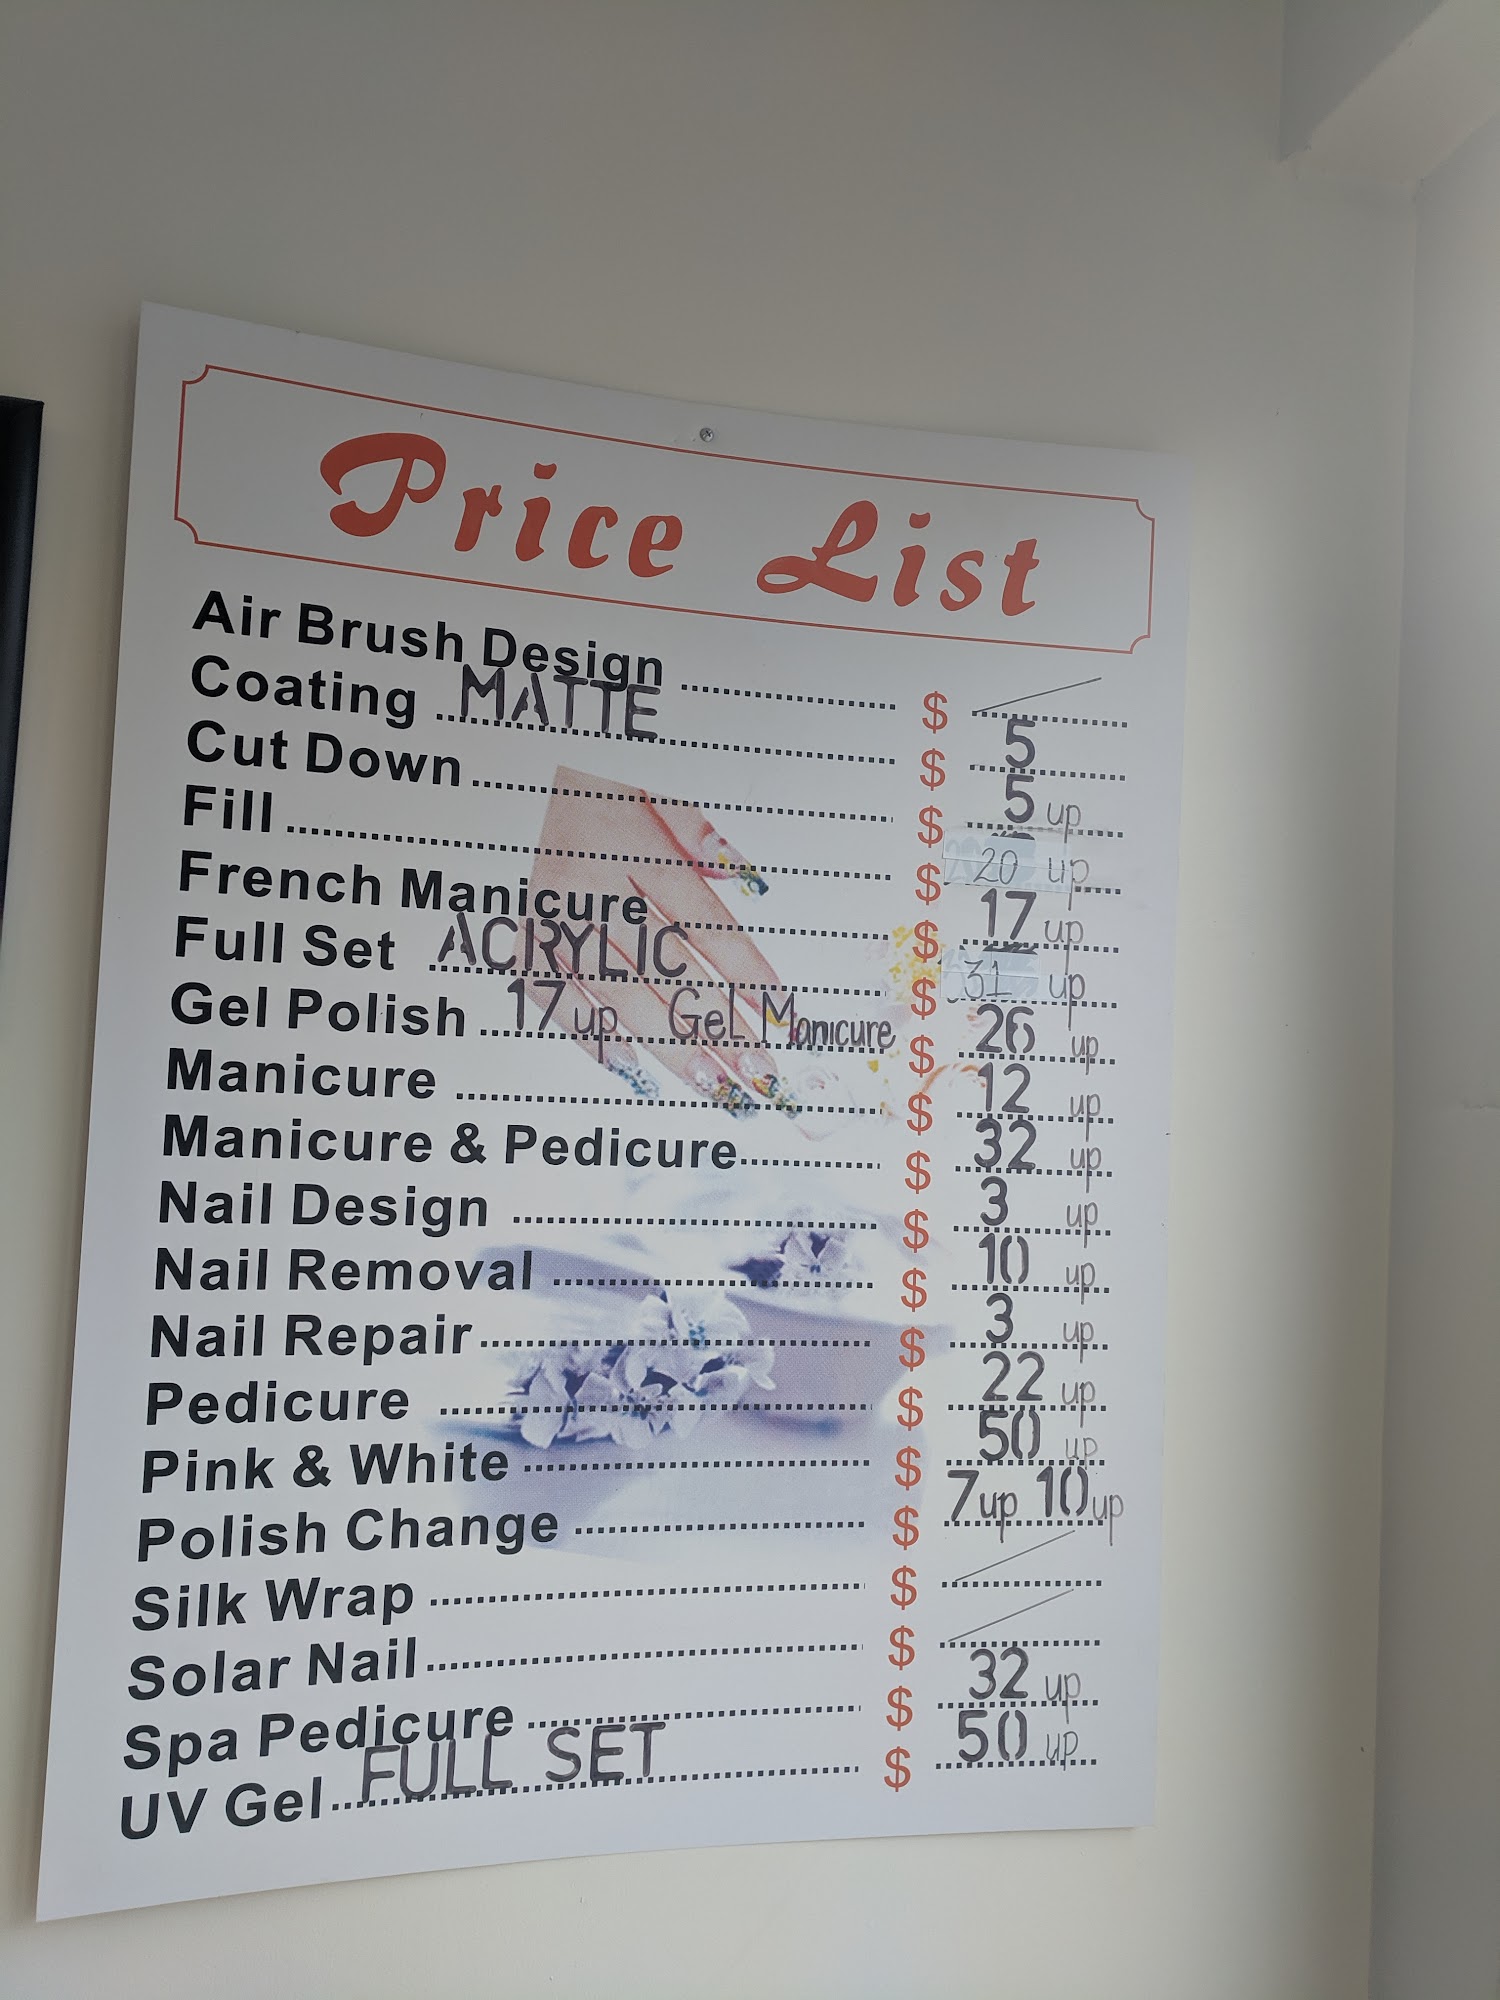 Price List
Air Brush Design ........ $ /
Coating MATTE ........ $ 5
Cut Down ........ $ 5 up
Fill ........ $ 20 up
French Manicure ........ $ 17 up
Full Set ACRYLIC ........ $ 31 up
Gel Polish 17 up Gel Manicure $ 26 up
Manicure ........ $ 12 up
Manicure & Pedicure ........ $ 32 up
Nail Design ........ $ 3 up
Nail Removal ........ $ 10 up
Nail Repair ........ $ 3 up
Pedicure ........ $ 22 up
Pink & White ........ $ 50 up
Polish Change ........ $ 7 up 10 up
Silk Wrap ........ $ /
Solar Nail ........ $ /
Spa Pedicure ........ $ 32 up
UV Gel FULL SET ........ $ 50 up